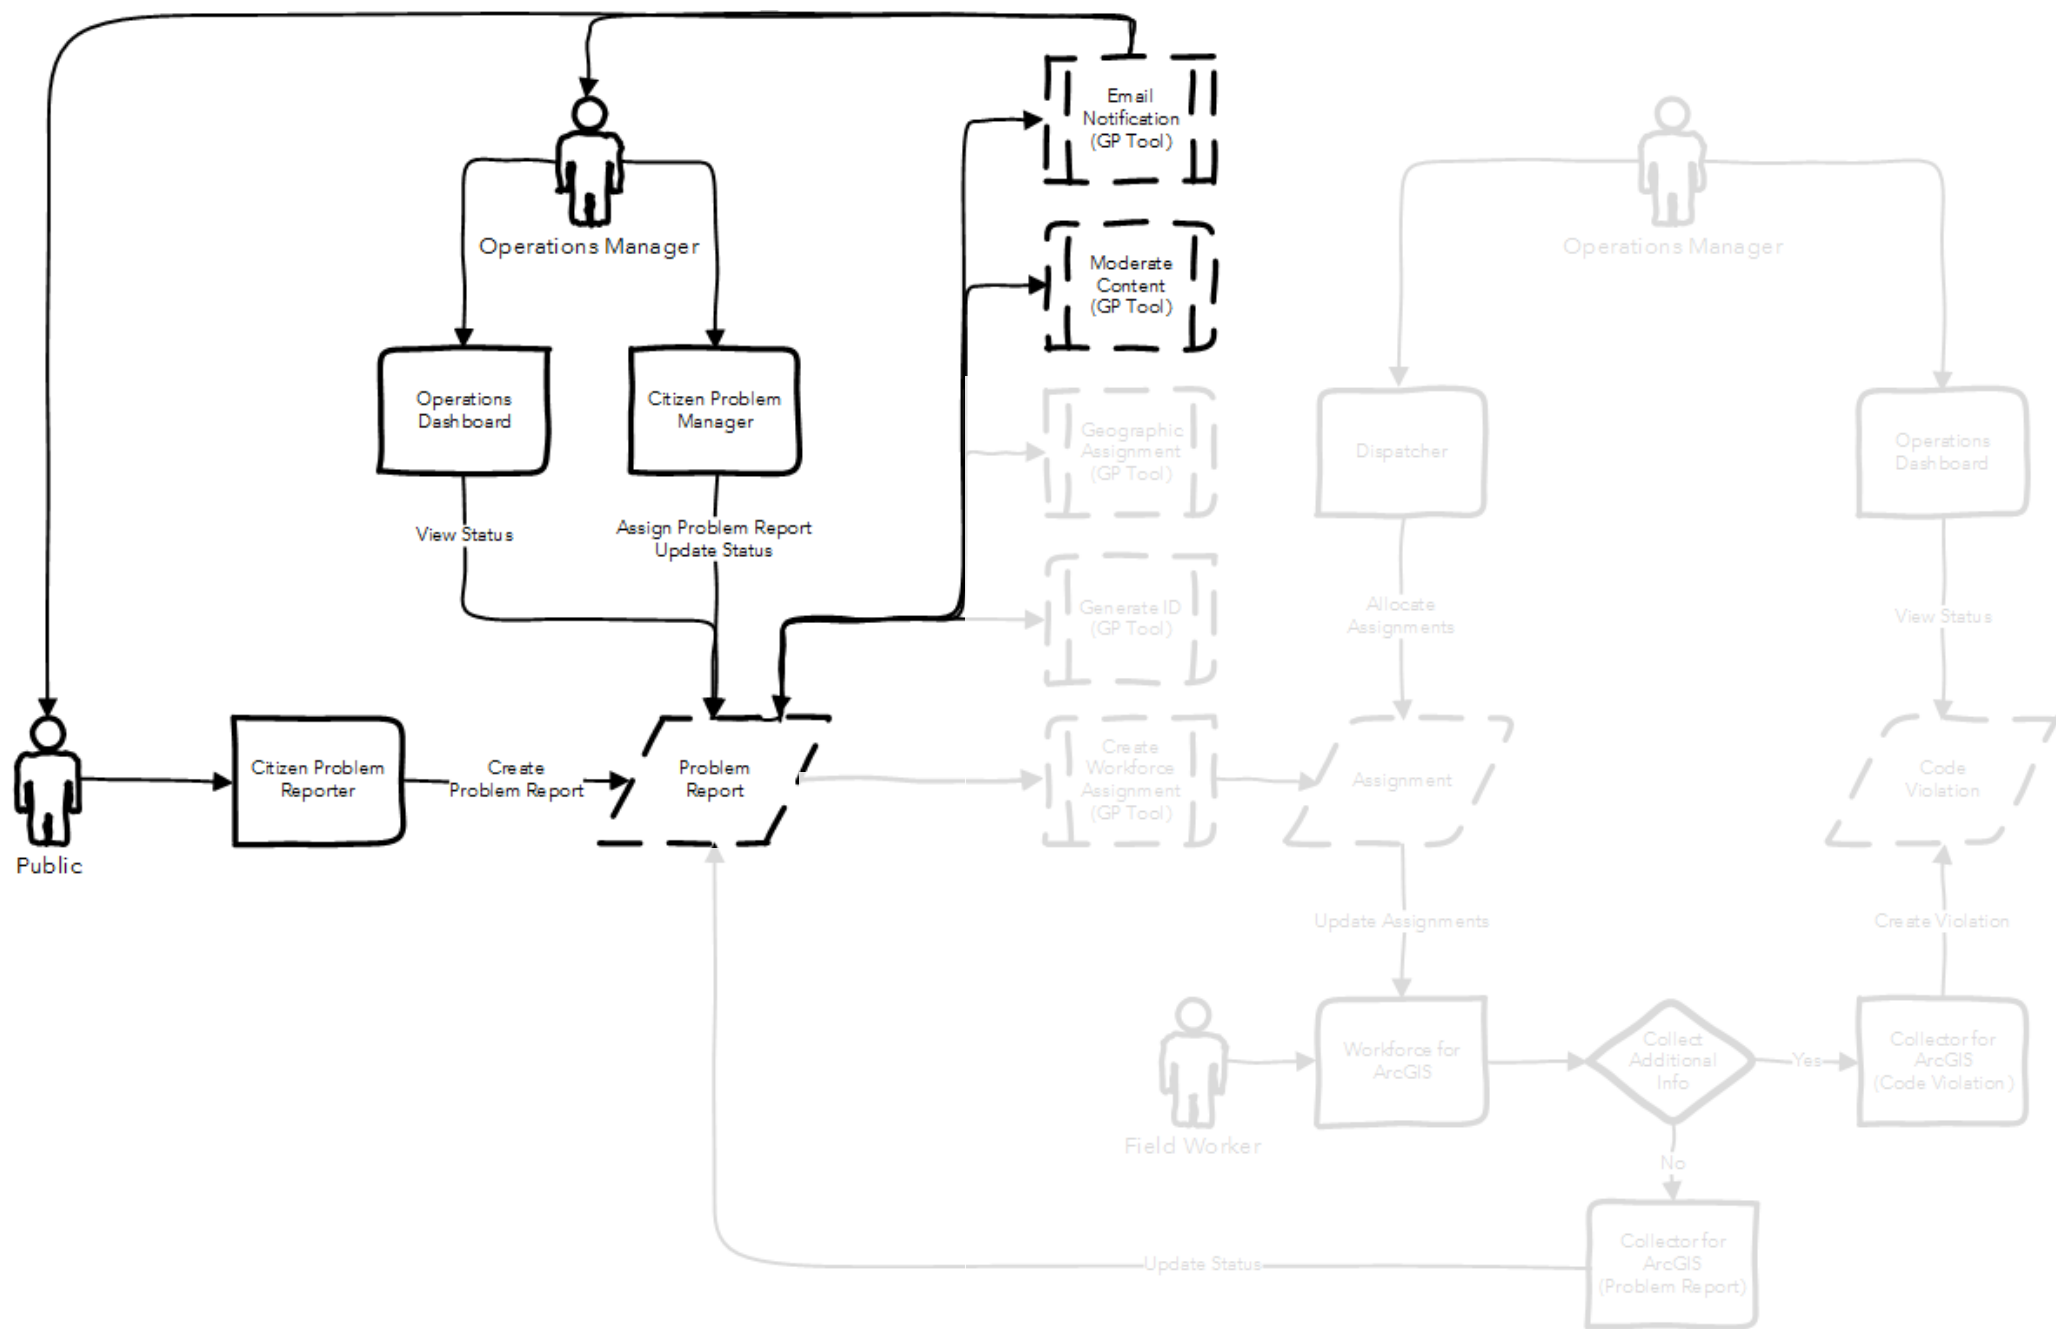 Email
Notification
(GP Tool)
Operations Manager
Operations Manager
Moderate
Content
(GP Tool)
Operations
Dashboard
Citizen Problem
Manager
Geographic
Assignment
(GP Tool)
Dispatcher
Operations
Dashboard
View Status
Assign Problem Report
Update Status
Generate ID
(GP Tool)
Allocate
Assignments
View Status
Public
Citizen Problem
Reporter
Create
Problem Report
Problem
Report
Create
Workforce
Assignment
(GP Tool)
Assignment
Code
Violation
Update Assignments
Create Violation
Field Worker
Workforce for
ArcGIS
Collect
Additional
Info
Yes
Collector for
ArcGIS
(Code Violation)
No
Update Status
Collector for
ArcGIS
(Problem Report)